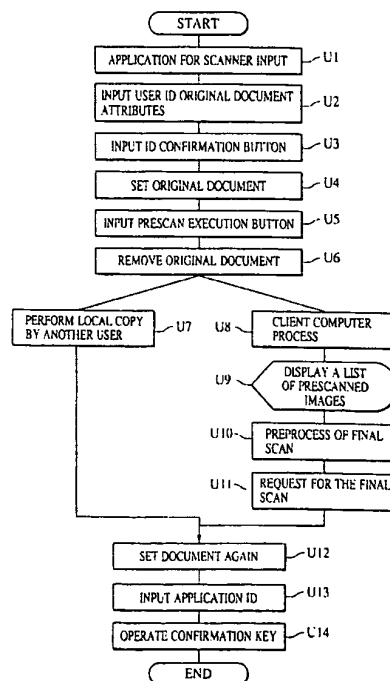 START
APPLICATION FOR SCANNER INPUT
U1
INPUT USER ID ORIGINAL DOCUMENT
ATTRIBUTES
U2
INPUT ID CONFIRMATION BUTTON
U3
SET ORIGINAL DOCUMENT
U4
INPUT PRESCAN EXECUTION BUTTON
U5
REMOVE ORIGINAL DOCUMENT
U6
PERFORM LOCAL COPY
BY ANOTHER USER
U7
U8
CLIENT COMPUTER
PROCESS
U9
DISPLAY A LIST
OF PRESCANNED
IMAGES
U10
PREPROCESS OF FINAL
SCAN
U11
REQUEST FOR THE FINAL
SCAN
SET DOCUMENT AGAIN
U12
INPUT APPLICATION ID
U13
OPERATE CONFIRMATION KEY
U14
END